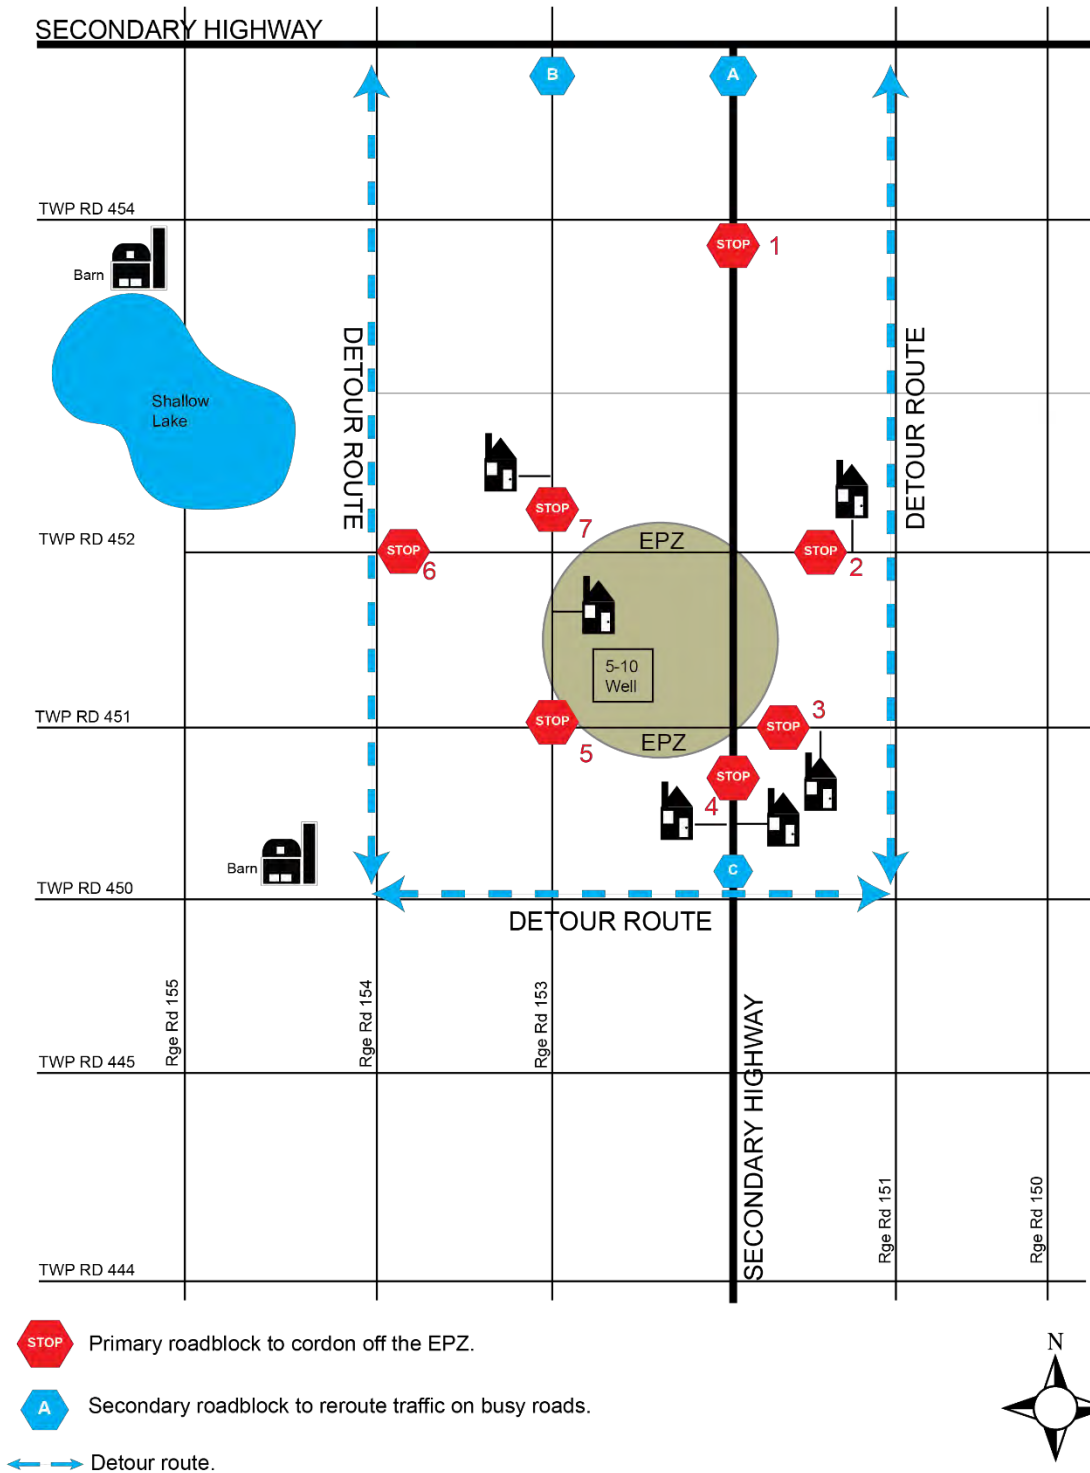 SECONDARY HIGHWAY
B
A
TWP RD 454
STOP 1
Barn
DETOUR ROUTE
DETOUR ROUTE
Shallow
Lake
STOP
7
TWP RD 452
STOP
6
EPZ
STOP
2
5-10
Well
TWP RD 451
STOP
5
EPZ
STOP
3
STOP
4
Barn
C
TWP RD 450
DETOUR ROUTE
Rge Rd 155
Rge Rd 154
Rge Rd 153
SECONDARY HIGHWAY
TWP RD 445
Rge Rd 151
Rge Rd 150
TWP RD 444
STOP Primary roadblock to cordon off the EPZ.
A Secondary roadblock to reroute traffic on busy roads.
Detour route.
N